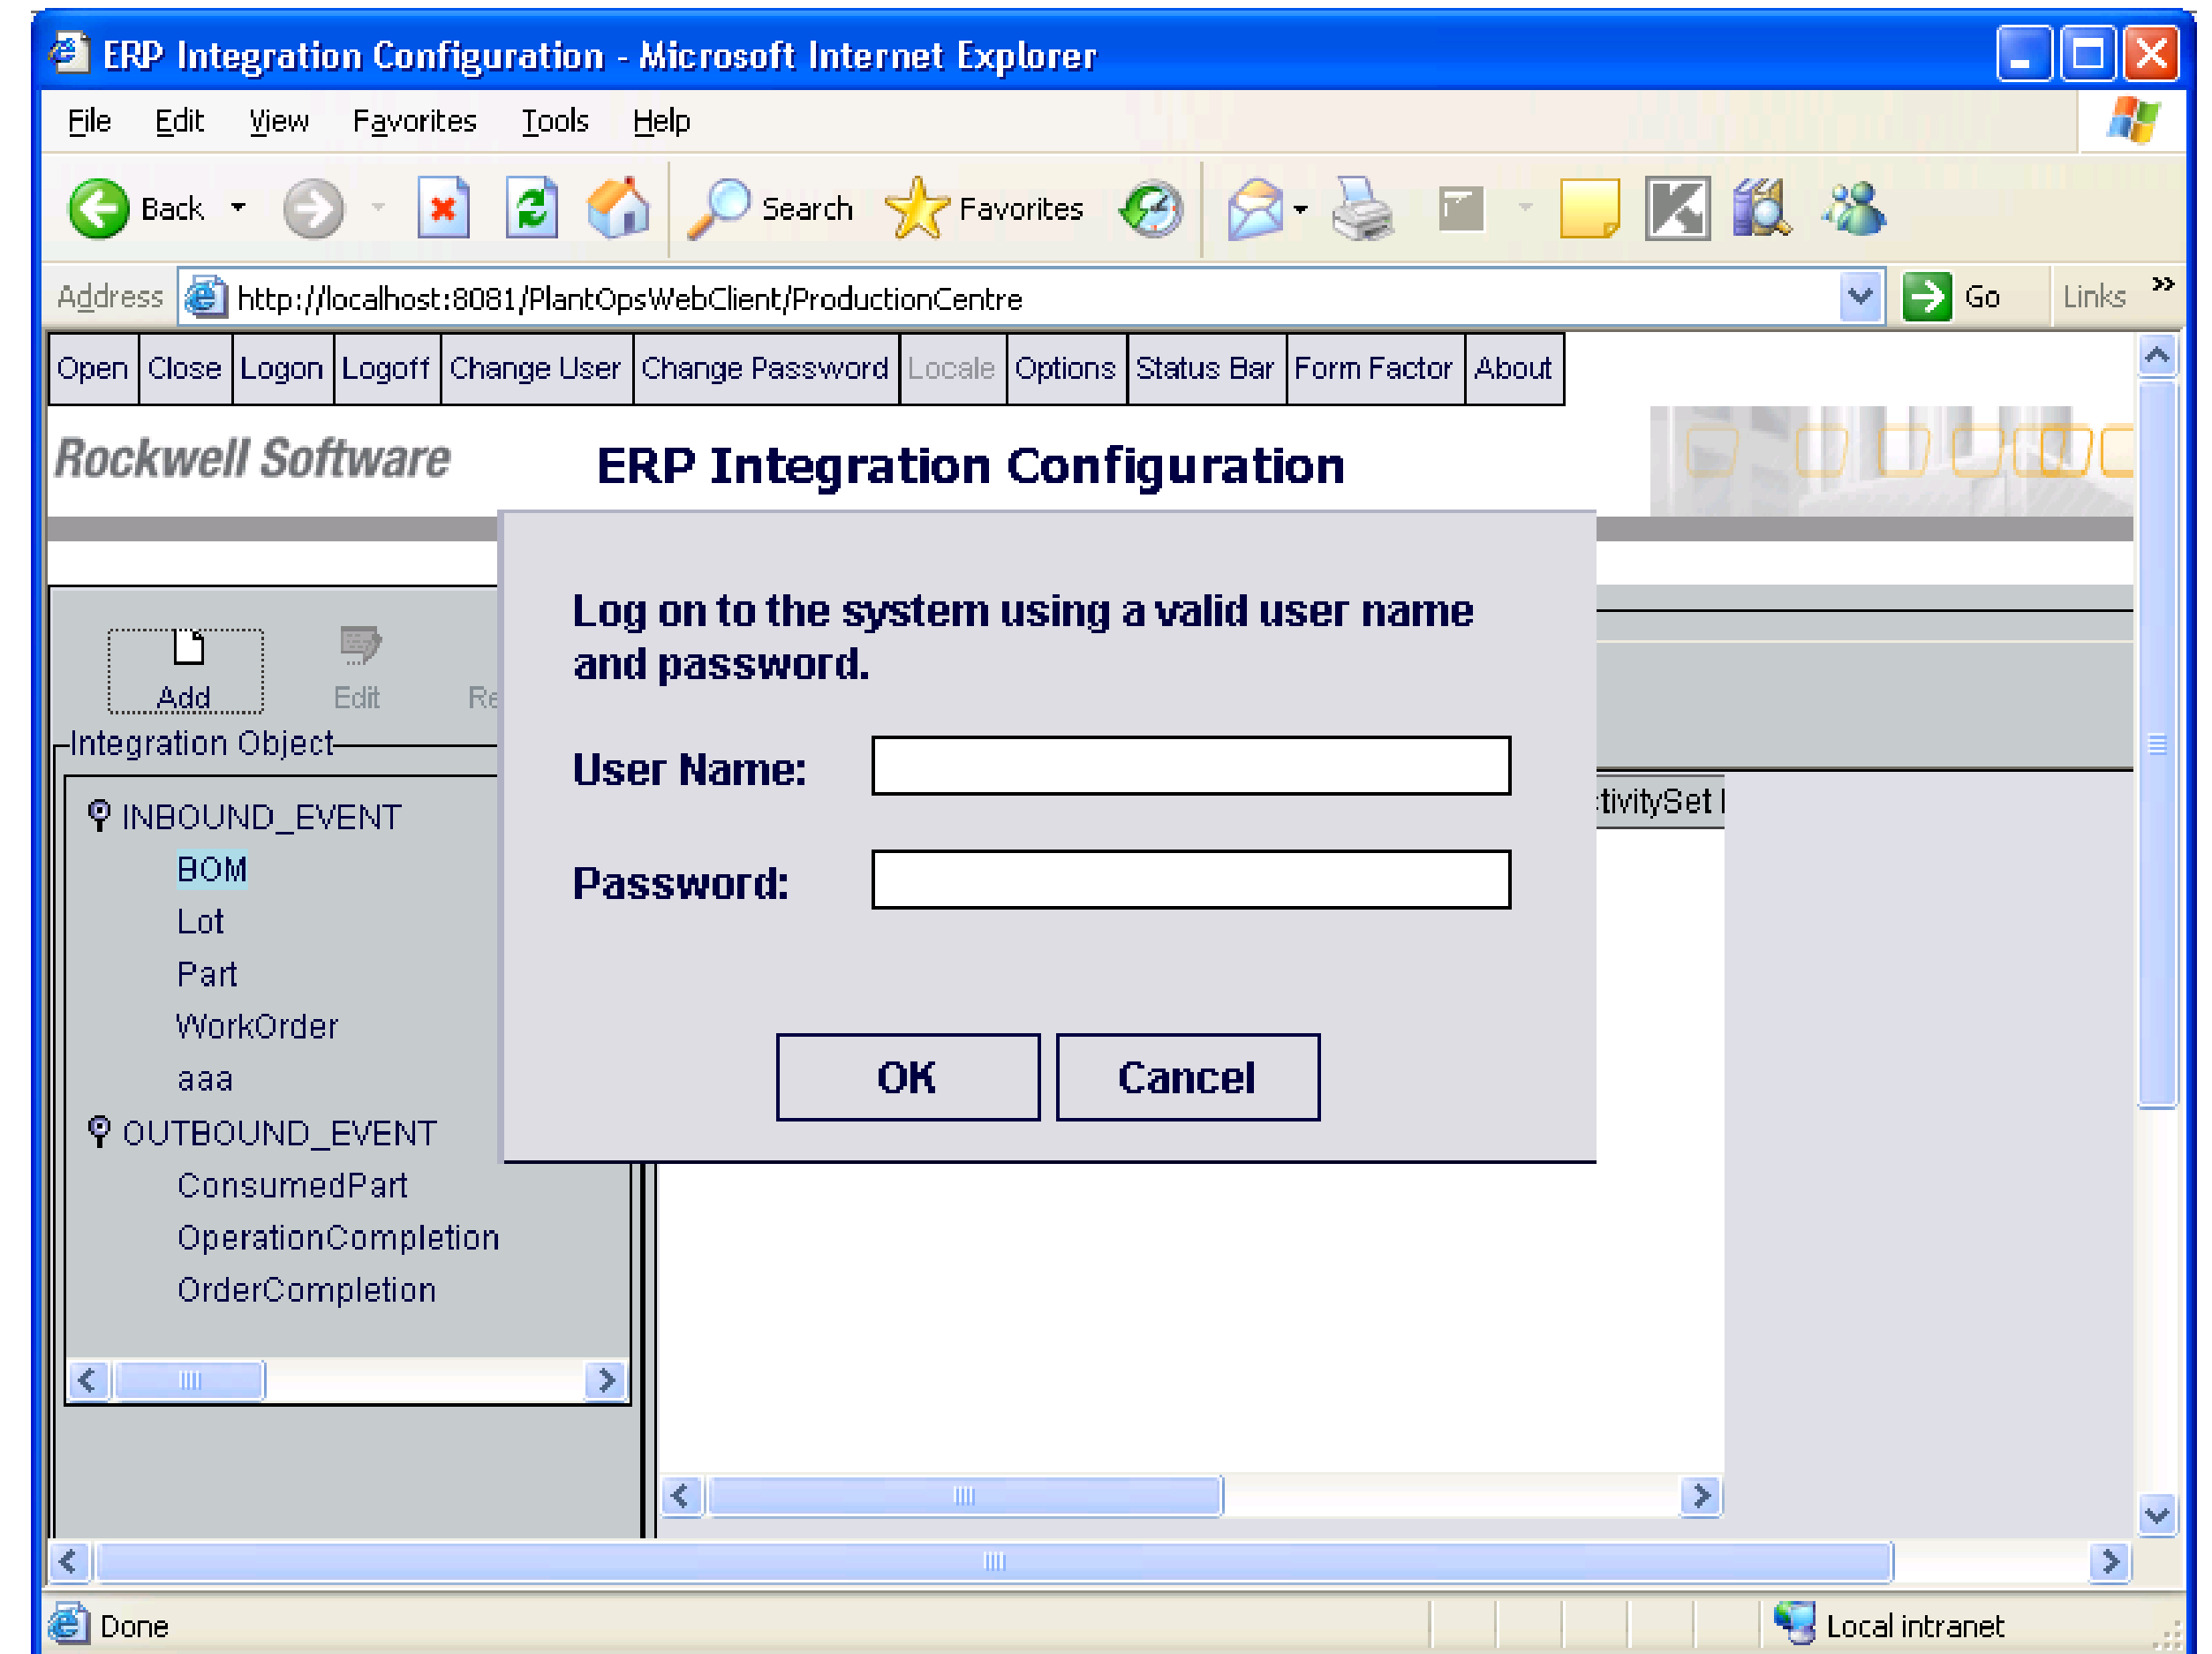 ERP Integration Configuration - Microsoft Internet Explorer
File Edit View Favorites Tools Help
Back Search Favorites
Address http://localhost:8081/PlantOpsWebClient/ProductionCentre Go Links
Open Close Logon Logoff Change User Change Password Locale Options Status Bar Form Factor About
Rockwell Software ERP Integration Configuration
Log on to the system using a valid user name
and password.
Add Edit Re
Integration Object
User Name:
INBOUND_EVENT
tivitySet
BOM
Password:
Lot
Part
WorkOrder
aaa
OK Cancel
OUTBOUND_EVENT
ConsumedPart
OperationCompletion
OrderCompletion
Done Local intranet